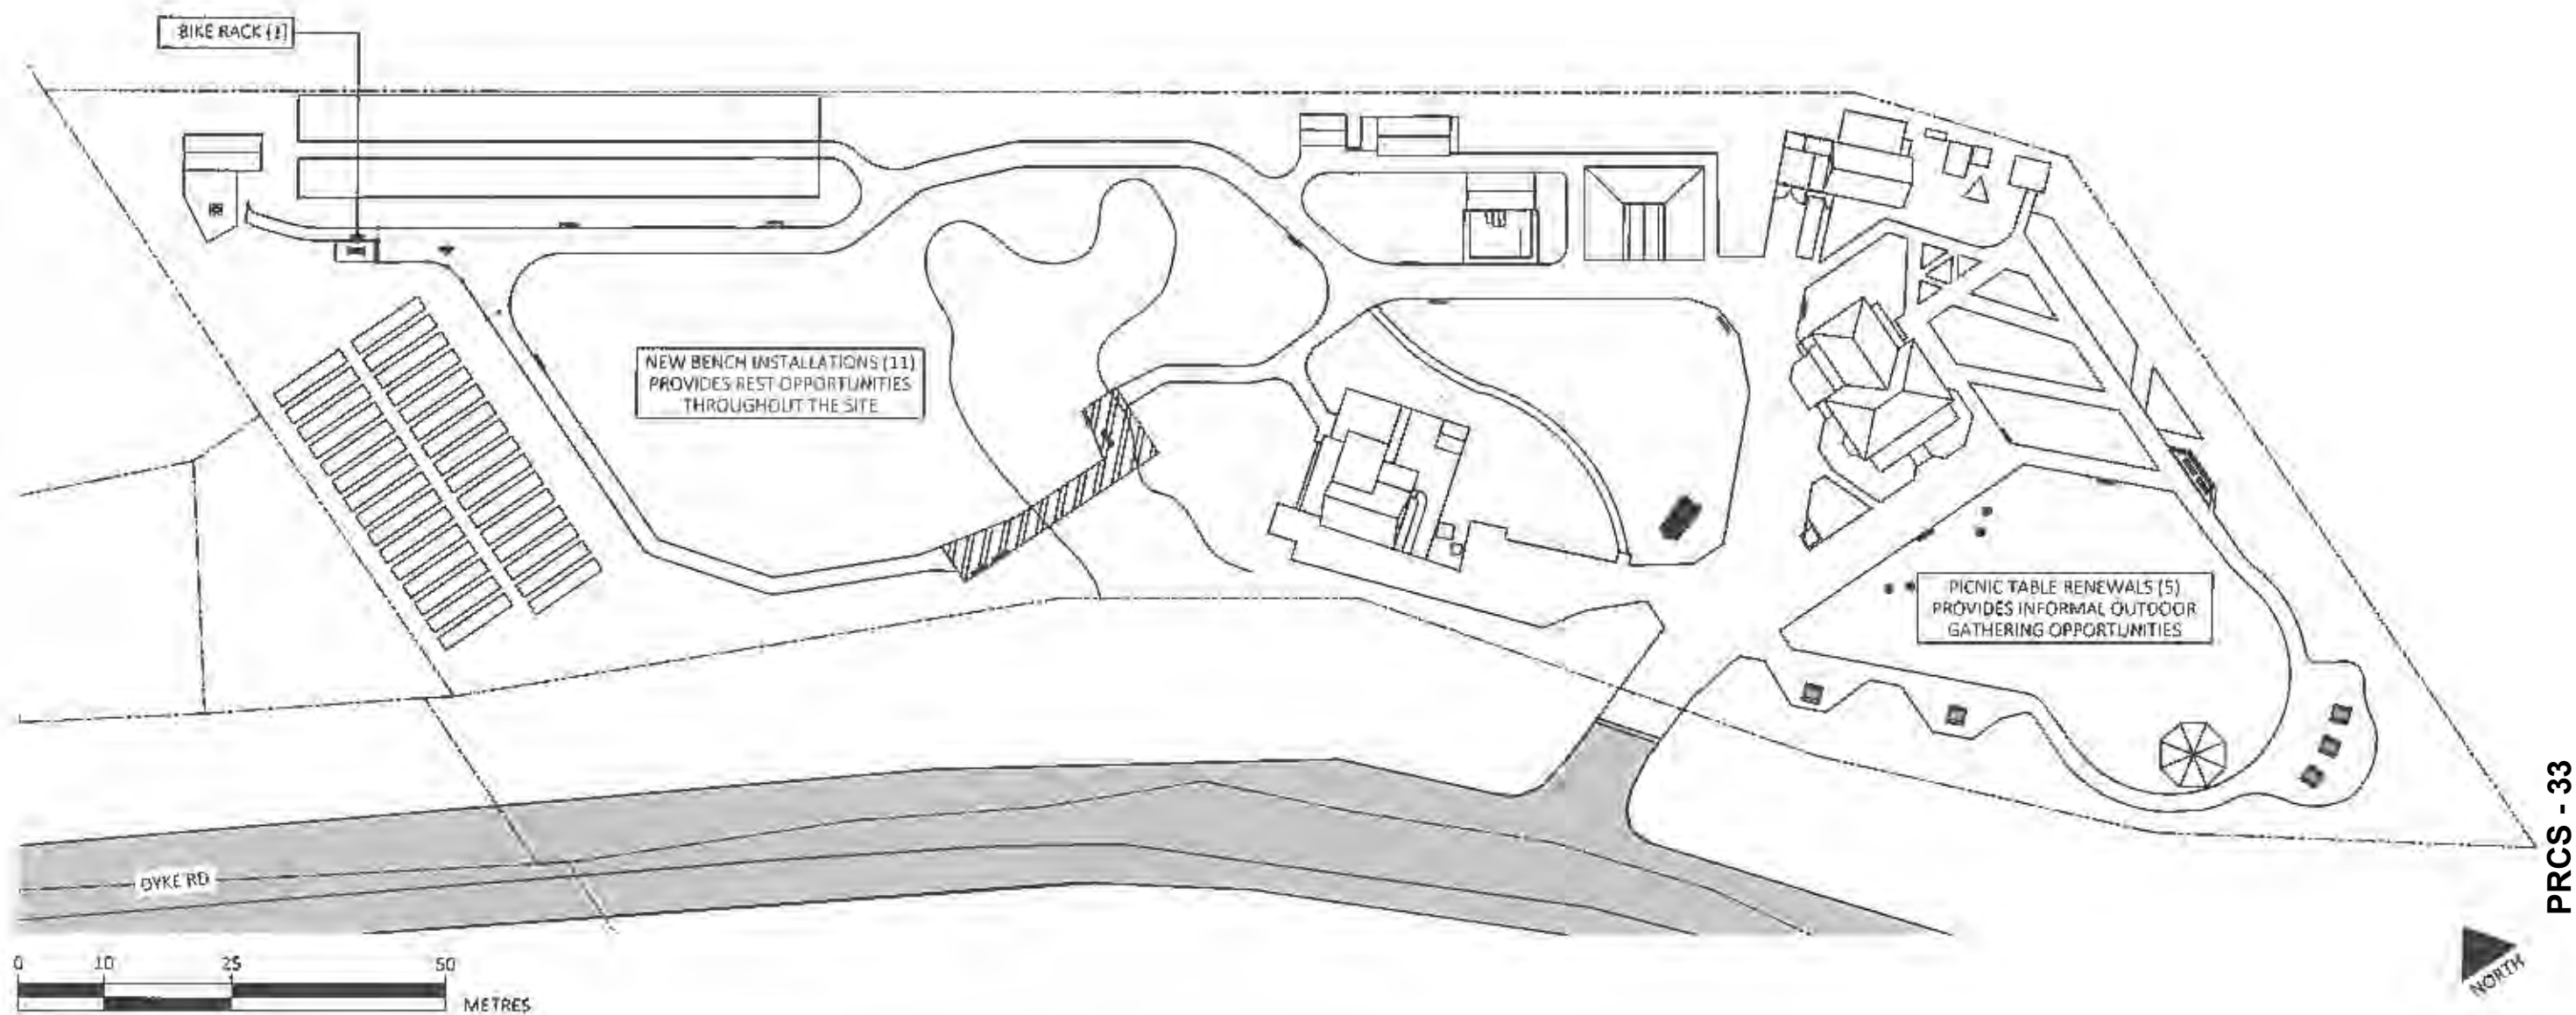 BIKE RACK (1)
NEW BENCH INSTALLATIONS (11)
PROVIDES REST OPPORTUNITIES
THROUGHOUT THE SITE
PICNIC TABLE RENEWALS (5)
PROVIDES INFORMAL OUTDOOR
GATHERING OPPORTUNITIES
DYKE RD
0 10 25 50
METRES
NORTH
PRCS - 33